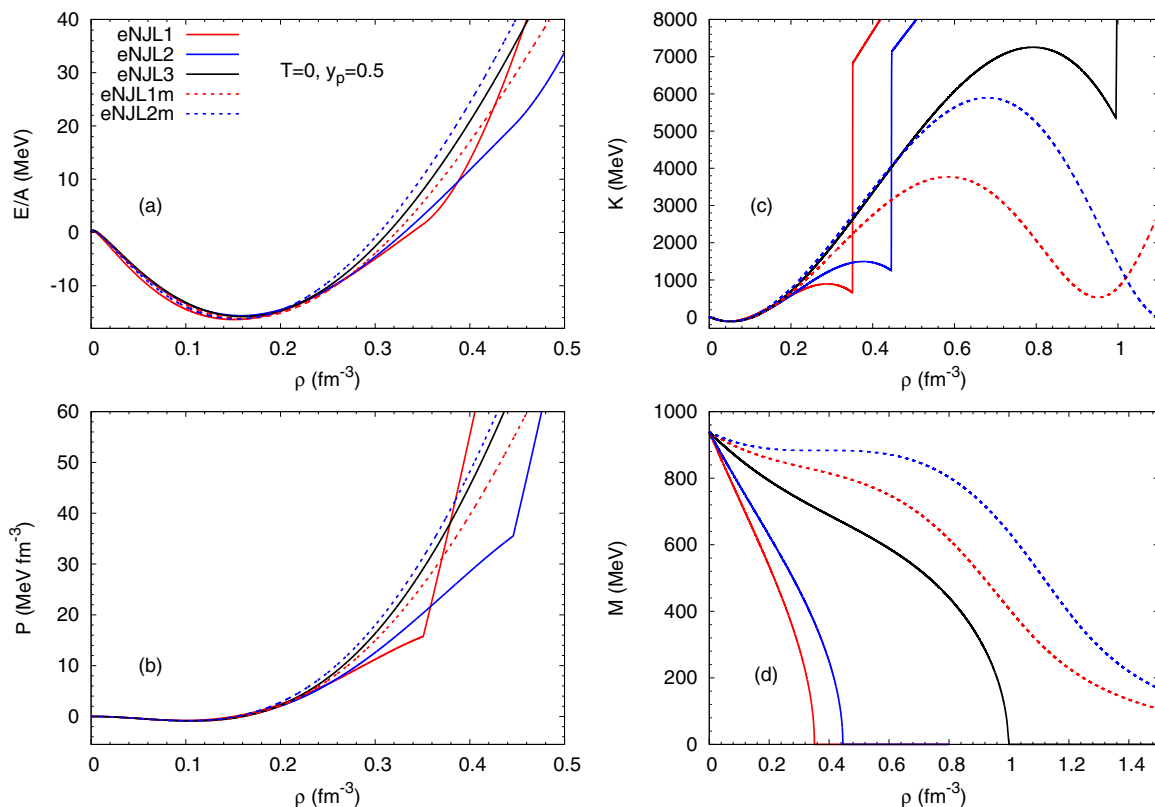 eNJL1
eNJL2
eNJL3
eNJL1m
eNJL2m
T=0, y_p=0.5
(a)
E/A (MeV)
40
30
20
10
0
-10
0 0.1 0.2 0.3 0.4 0.5
ρ (fm⁻³)
(c)
K (MeV)
8000
7000
6000
5000
4000
3000
2000
1000
0
0 0.2 0.4 0.6 0.8 1
ρ (fm⁻³)
(b)
P (MeV fm⁻³)
60
50
40
30
20
10
0
0 0.1 0.2 0.3 0.4 0.5
ρ (fm⁻³)
(d)
M (MeV)
1000
800
600
400
200
0
0 0.2 0.4 0.6 0.8 1 1.2 1.4
ρ (fm⁻³)